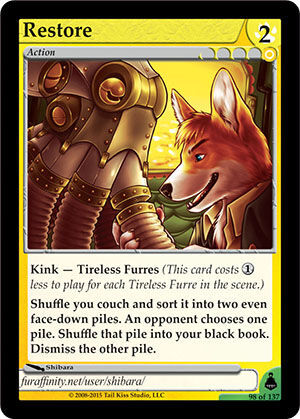 Restore 2
Action
Kink — Tireless Furres (This card costs 1
less to play for each Tireless Furre in the scene.)
Shuffle you couch and sort it into two even
face-down piles. An opponent chooses one
pile. Shuffle that pile into your black book.
Dismiss the other pile.
Shibara
furaffinity.net/user/shibara/
98 of 137
© 2008-2015 Tail Kiss Studio, LLC